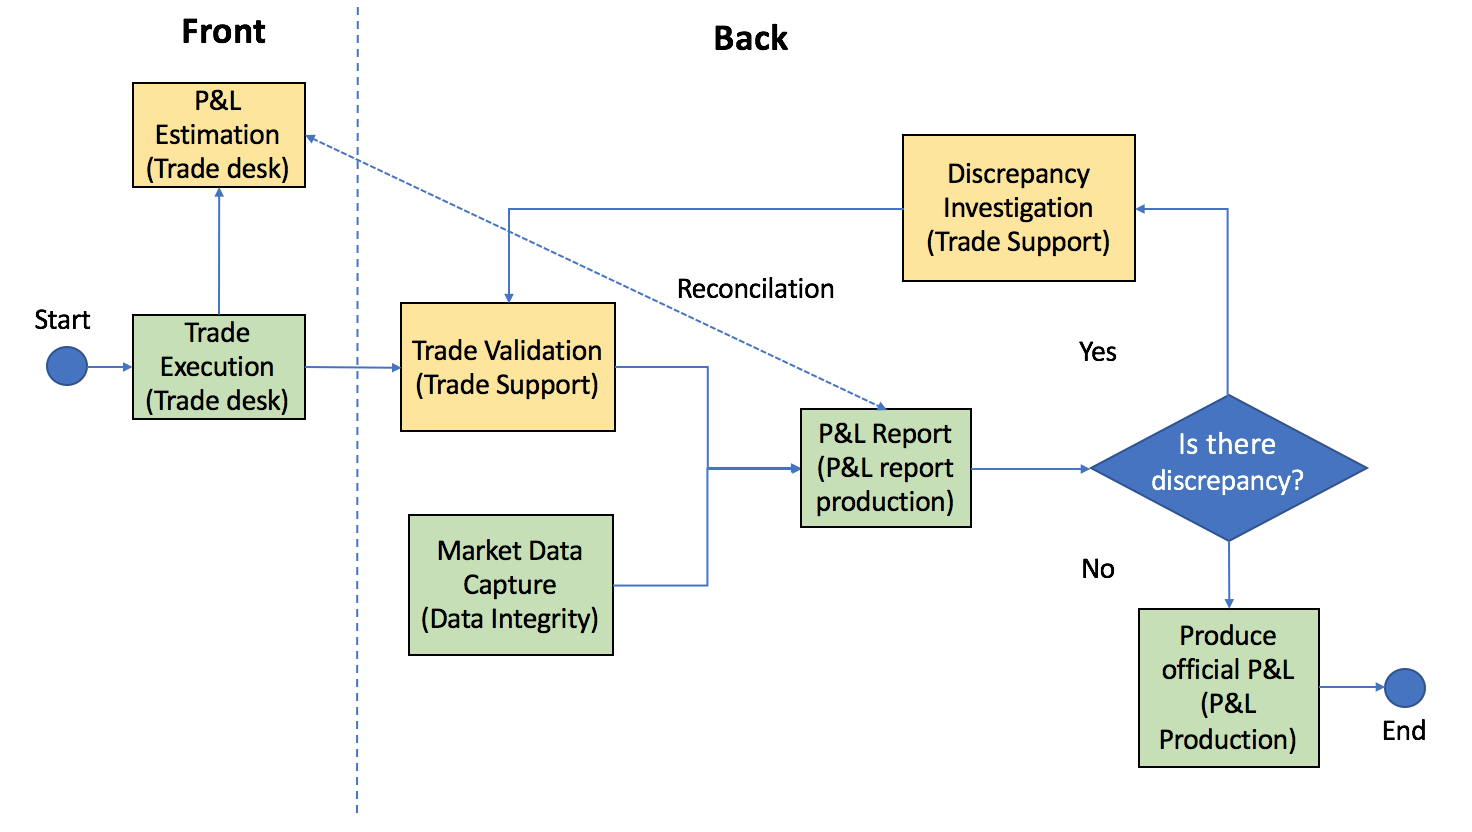 Front
Back
P&L
Estimation
(Trade desk)
Discrepancy
Investigation
(Trade Support)
Reconcilation
Start
Trade
Execution
(Trade desk)
Trade Validation
(Trade Support)
Yes
P&L Report
(P&L report
production)
Is there
discrepancy?
Market Data
Capture
(Data Integrity)
No
Produce
official P&L
(P&L
Production)
End